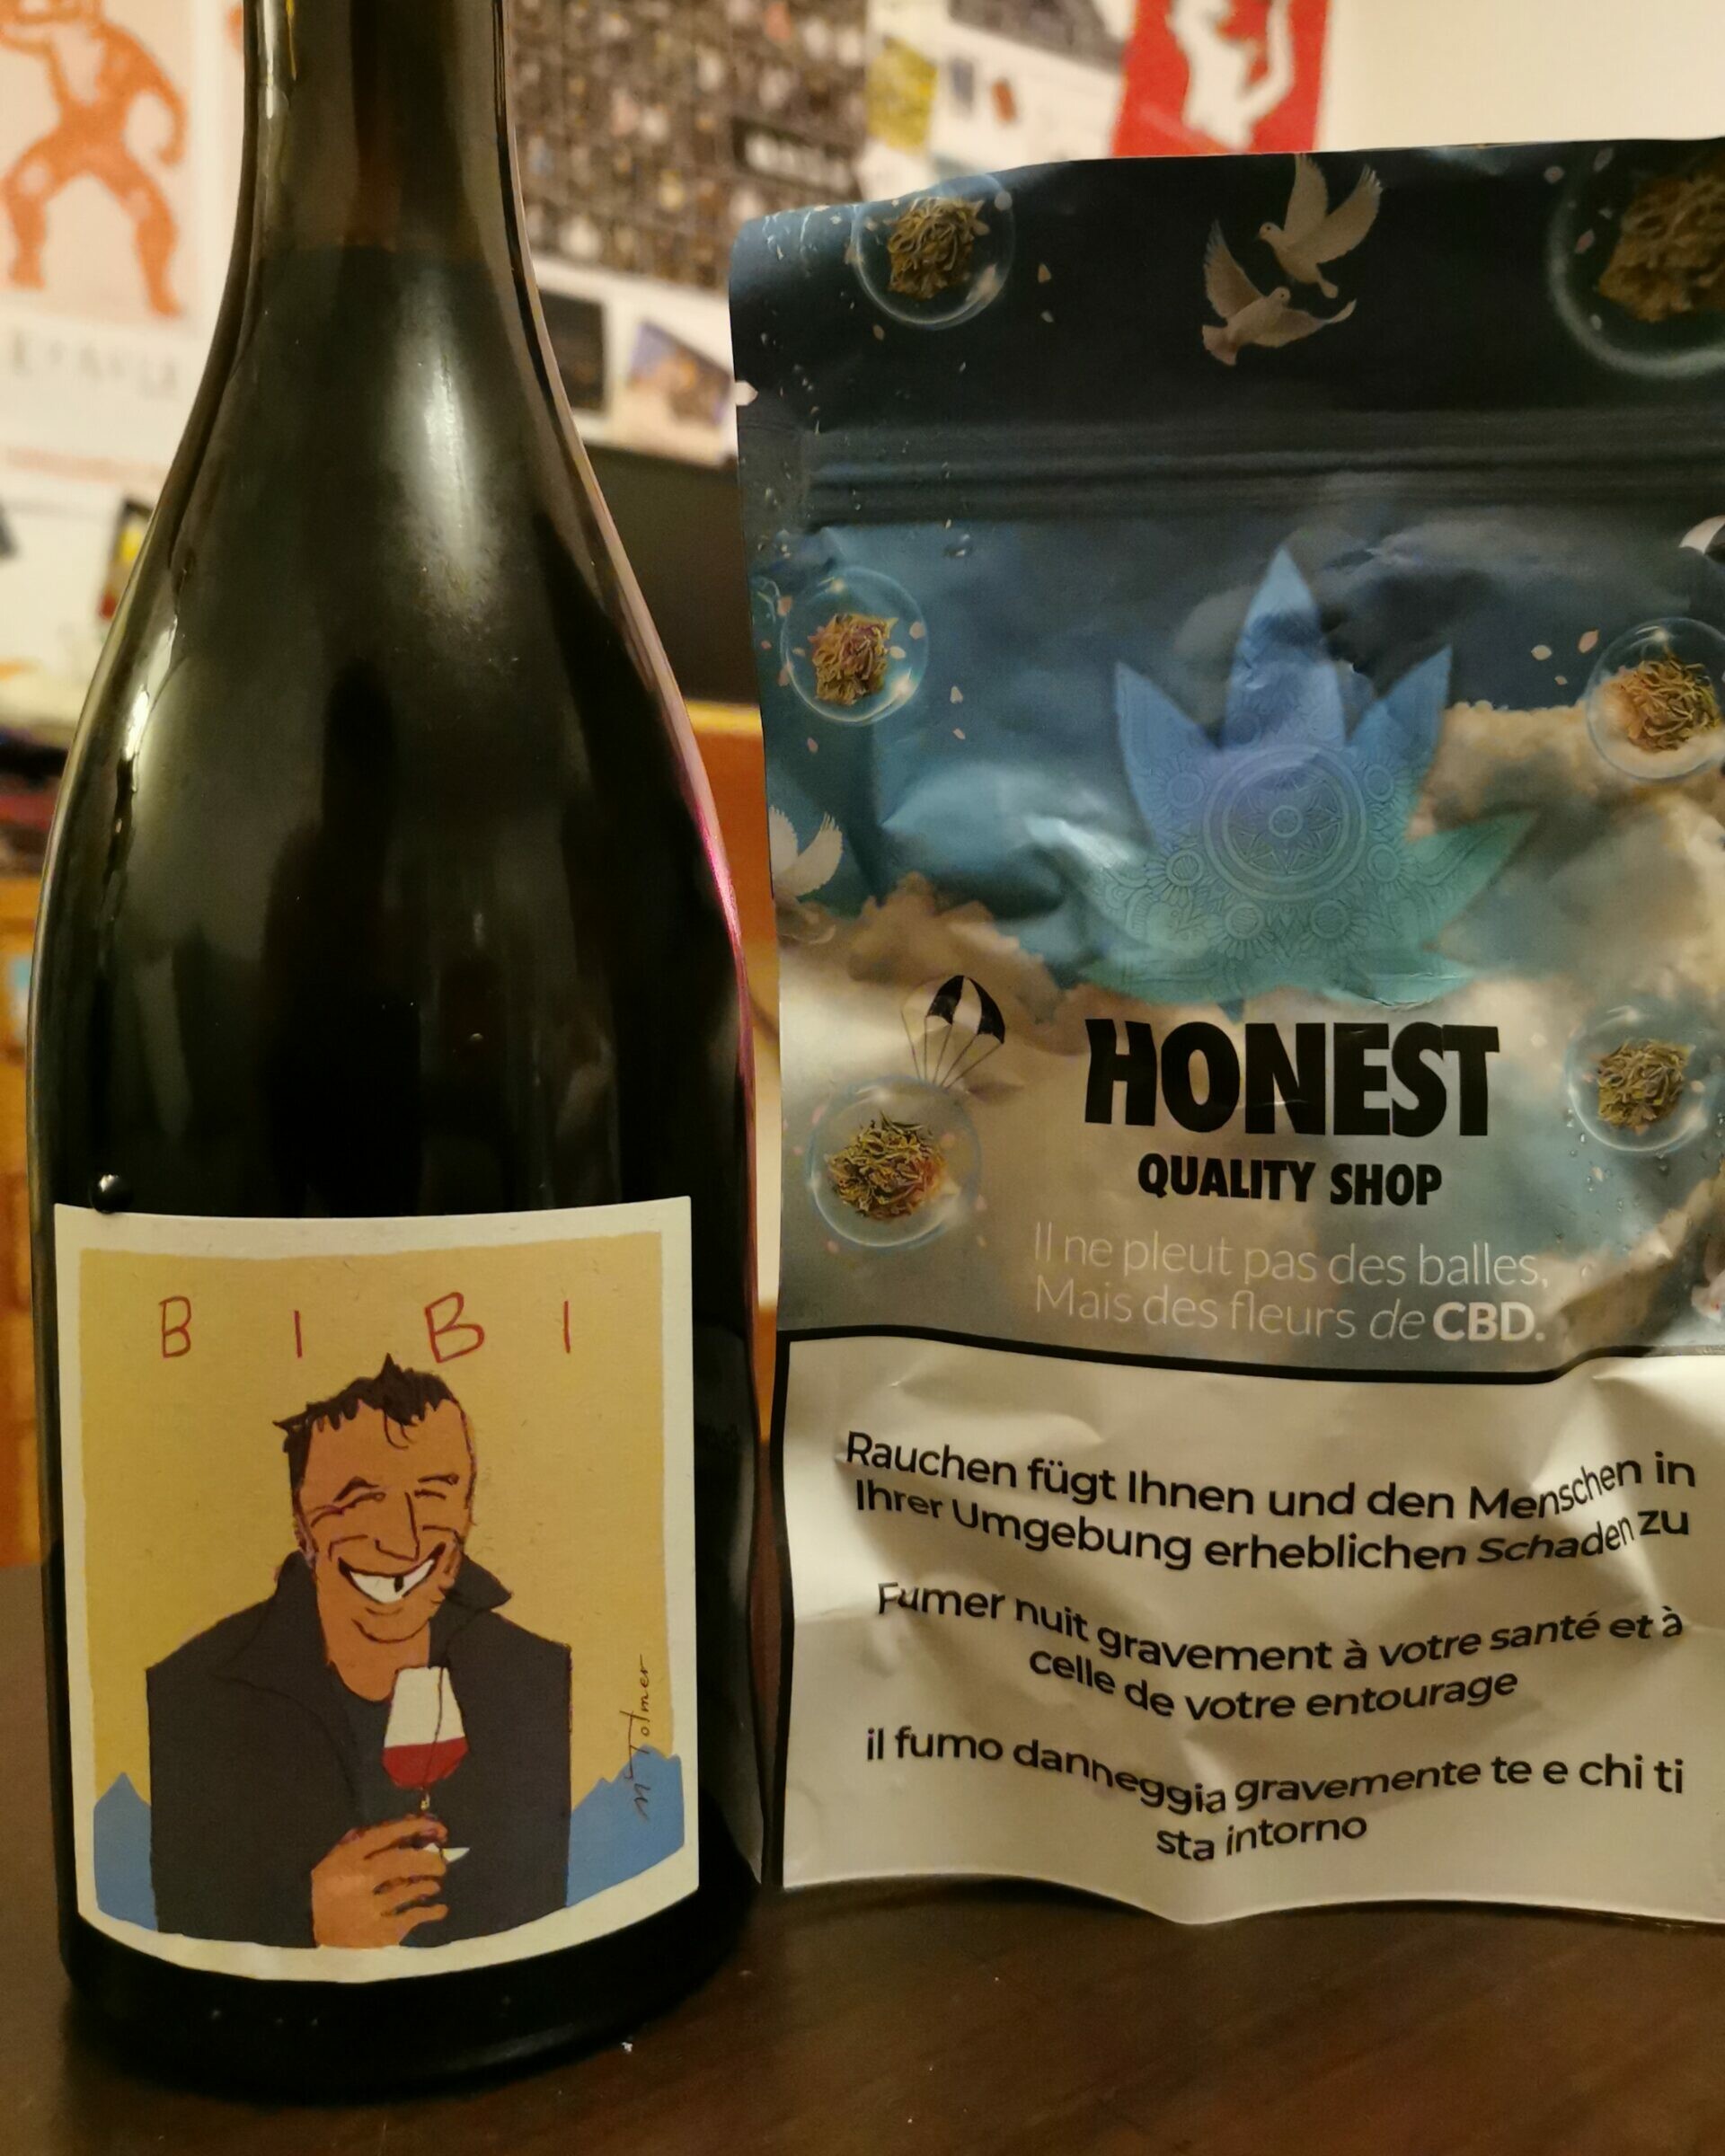 B I B I
M Tolmer
HONEST
QUALITY SHOP
Il ne pleut pas des balles,
Mais des fleurs de CBD.
Rauchen fügt Ihnen und den Menschen in
Ihrer Umgebung erheblichen Schaden zu
Fumer nuit gravement à votre santé et à
celle de votre entourage
il fumo danneggia gravemente te e chi ti
sta intorno